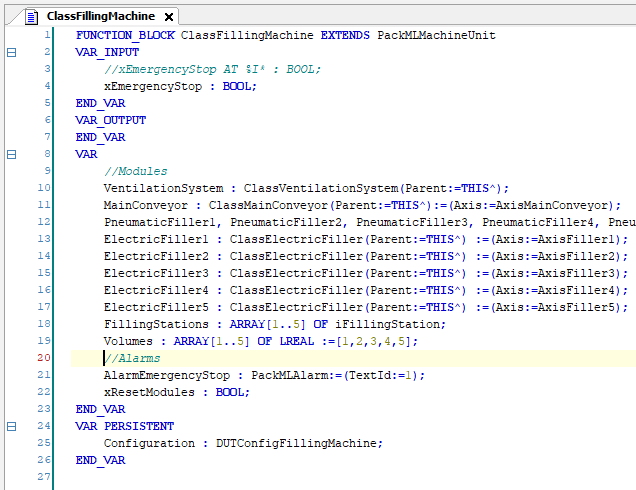 ClassFillingMachine
1 FUNCTION_BLOCK ClassFillingMachine EXTENDS PackMLMachineUnit
2 VAR_INPUT
3 //xEmergencyStop AT %I* : BOOL;
4 xEmergencyStop : BOOL;
5 END_VAR
6 VAR_OUTPUT
7 END_VAR
8 VAR
9 //Modules
10 VentilationSystem : ClassVentilationSystem(Parent:=THIS^);
11 MainConveyor : ClassMainConveyor(Parent:=THIS^):=(Axis:=AxisMainConveyor);
12 PneumaticFiller1, PneumaticFiller2, PneumaticFiller3, PneumaticFiller4, Pneu
13 ElectricFiller1 : ClassElectricFiller(Parent:=THIS^) :=(Axis:=AxisFiller1);
14 ElectricFiller2 : ClassElectricFiller(Parent:=THIS^) :=(Axis:=AxisFiller2);
15 ElectricFiller3 : ClassElectricFiller(Parent:=THIS^) :=(Axis:=AxisFiller3);
16 ElectricFiller4 : ClassElectricFiller(Parent:=THIS^) :=(Axis:=AxisFiller4);
17 ElectricFiller5 : ClassElectricFiller(Parent:=THIS^) :=(Axis:=AxisFiller5);
18 FillingStations : ARRAY[1..5] OF iFillingStation;
19 Volumes : ARRAY[1..5] OF LREAL :=[1,2,3,4,5];
20 //Alarms
21 AlarmEmergencyStop : PackMLAlarm:=(TextId:=1);
22 xResetModules : BOOL;
23 END_VAR
24 VAR PERSISTENT
25 Configuration : DUTConfigFillingMachine;
26 END_VAR
27